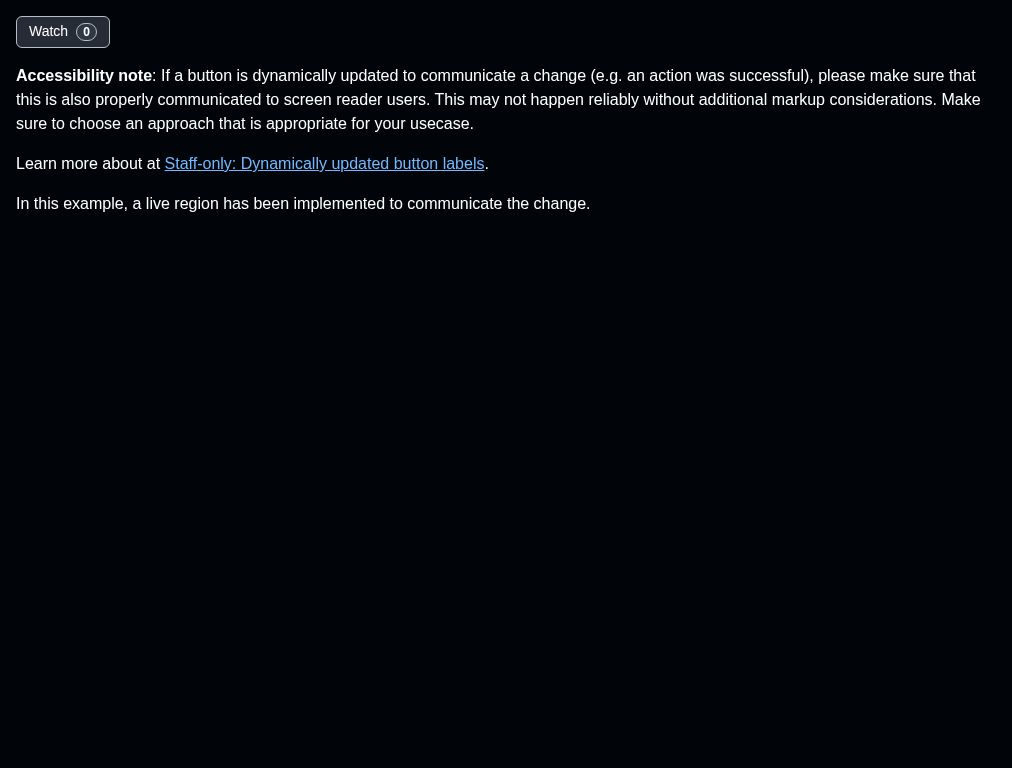 Watch 0
Accessibility note: If a button is dynamically updated to communicate a change (e.g. an action was successful), please make sure that
this is also properly communicated to screen reader users. This may not happen reliably without additional markup considerations. Make
sure to choose an approach that is appropriate for your usecase.
Learn more about at Staff-only: Dynamically updated button labels.
In this example, a live region has been implemented to communicate the change.